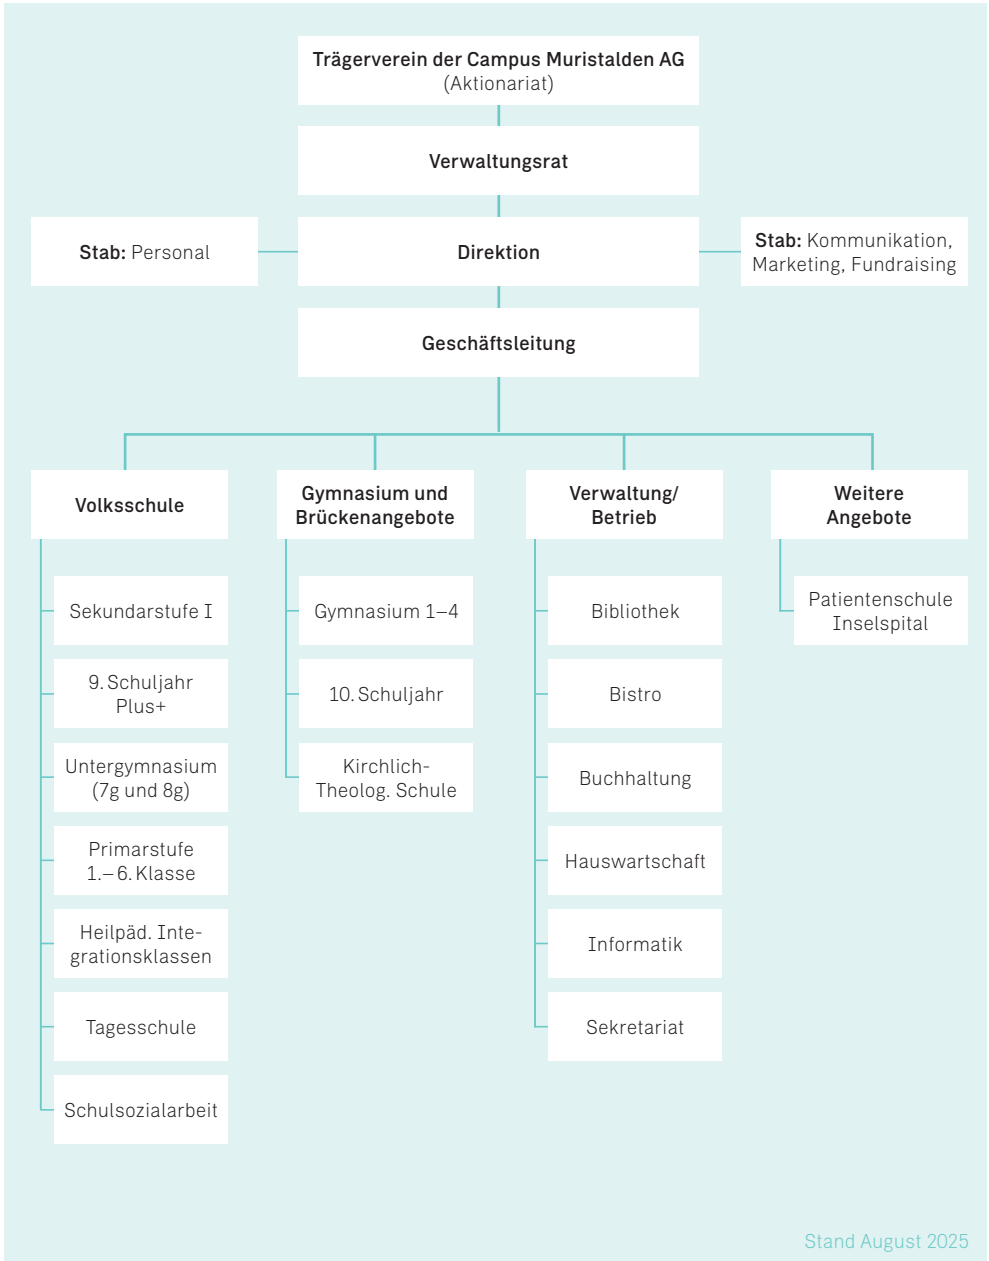 Trägerverein der Campus Muristalden AG
(Aktionariat)
Verwaltungsrat
Stab: Personal
Direktion
Stab: Kommunikation,
Marketing, Fundraising
Geschäftsleitung
Volksschule
Gymnasium und
Brückenangebote
Verwaltung/
Betrieb
Weitere
Angebote
Sekundarstufe I
9. Schuljahr
Plus+
Untergymnasium
(7g und 8g)
Primarstufe
1.–6. Klasse
Heilpäd. Inte-
grationsklassen
Tagesschule
Schulsozialarbeit
Gymnasium 1–4
10. Schuljahr
Kirchlich-
Theolog. Schule
Bibliothek
Bistro
Buchhaltung
Hauswartschaft
Informatik
Sekretariat
Patientenschule
Inselspital
Stand August 2025